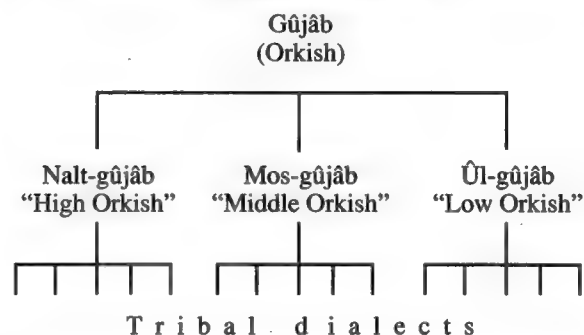 Gûjâb
(Orkish)
Nalt-gûjâb Mos-gûjâb Ûl-gûjâb
“High Orkish” “Middle Orkish” “Low Orkish”
Tribal dialects